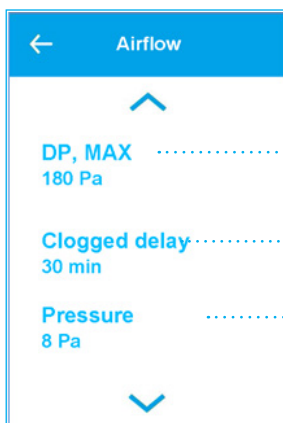 Airflow
DP, MAX
180 Pa
Clogged delay
30 min
Pressure
8 Pa